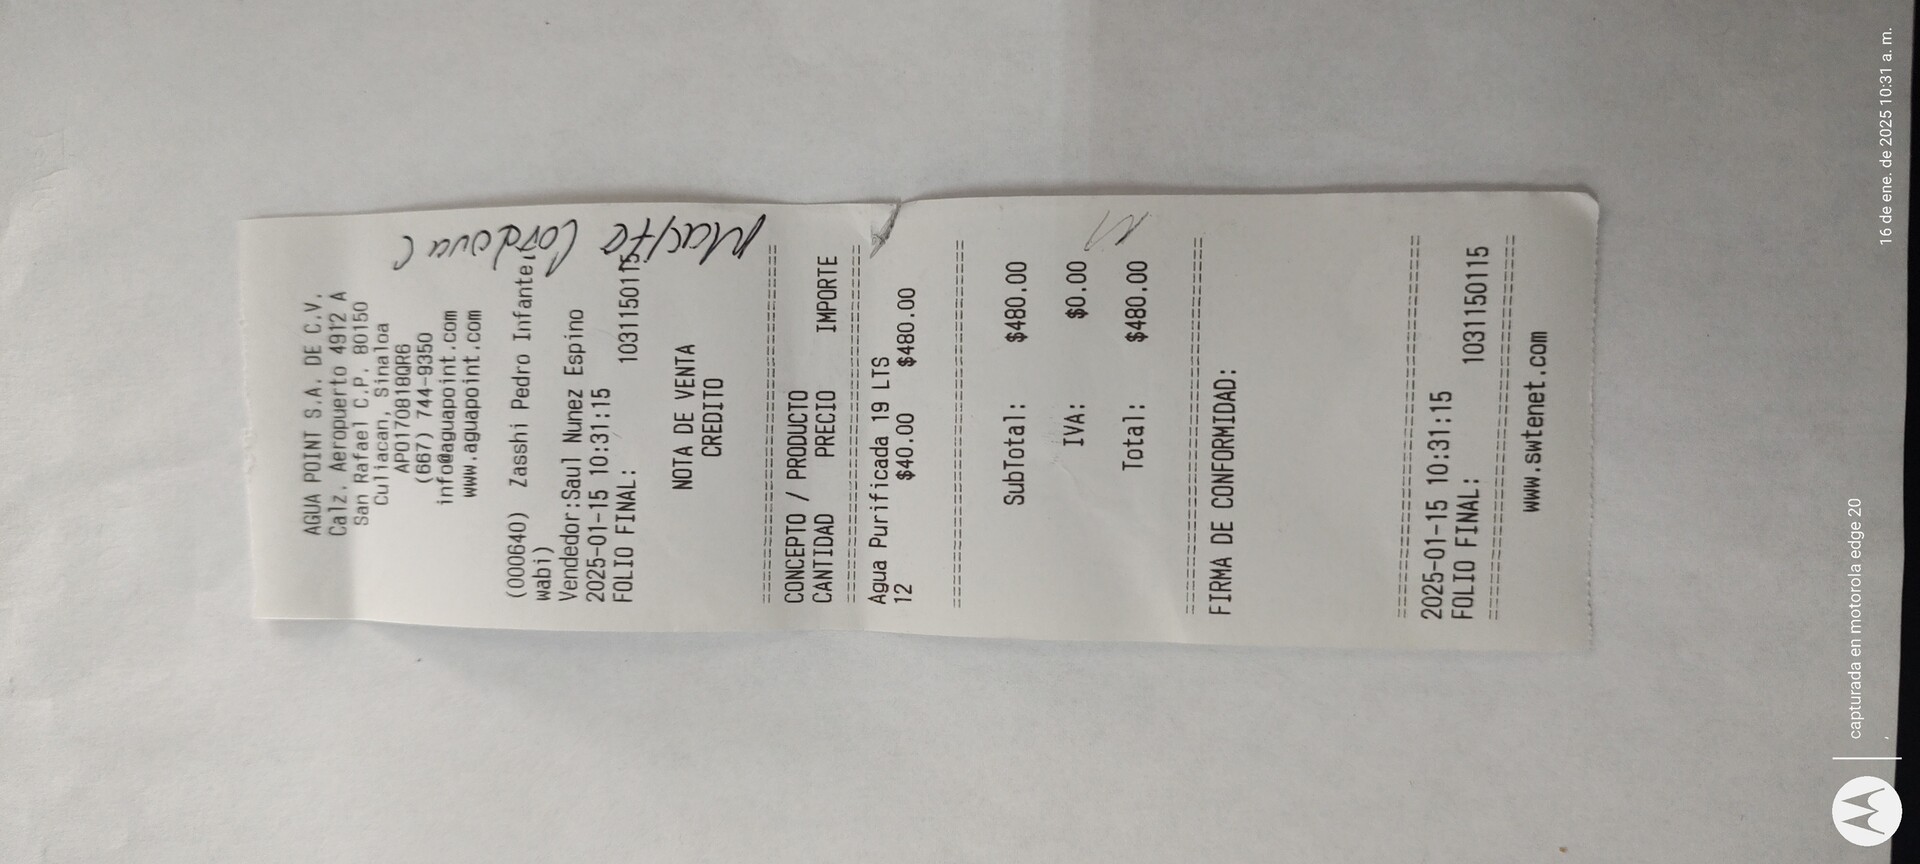 AGUA POINT S.A. DE C.V.
Calz. Aeropuerto 4912 A
San Rafael C.P. 80150
Culiacan, Sinaloa
APO170818QR6
(667) 744-9350
info@aguapoint.com
www.aguapoint.com
(000640) Zasshi Pedro Infante(
wabi)
Vendedor:Saul Nunez Espino
2025-01-15 10:31:15
FOLIO FINAL: 1031150115
NOTA DE VENTA
CREDITO
===========================
CONCEPTO / PRODUCTO
CANTIDAD PRECIO IMPORTE
===========================
Agua Purificada 19 LTS
12 $40.00 $480.00
===========================
SubTotal: $480.00
IVA: $0.00
Total: $480.00
===========================
FIRMA DE CONFORMIDAD:
===========================
2025-01-15 10:31:15
FOLIO FINAL: 1031150115
===========================
www.swtenet.com
Cordova
capturada en motorola edge 20
16 de ene. de 2025 10:31 a. m.